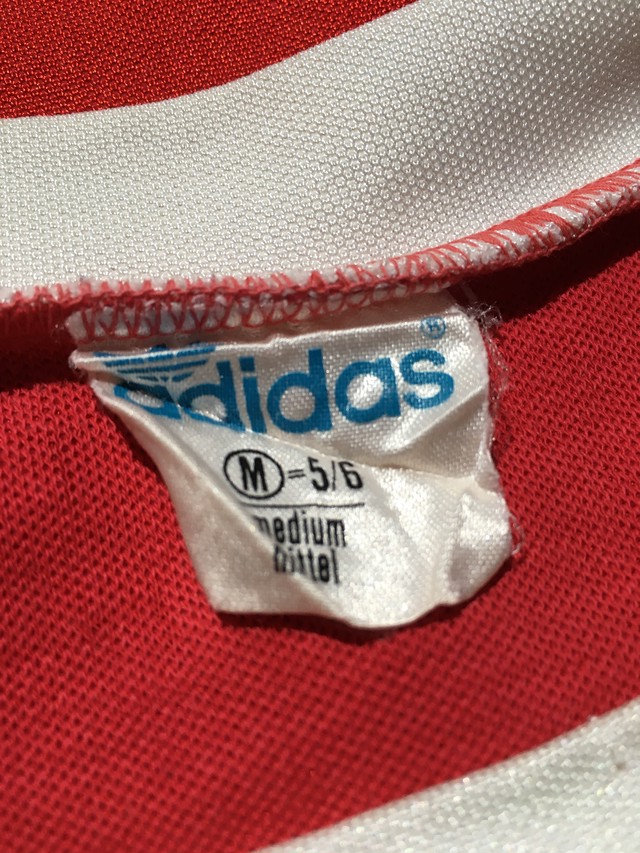 adidas ®
M = 5/6
medium
mittel